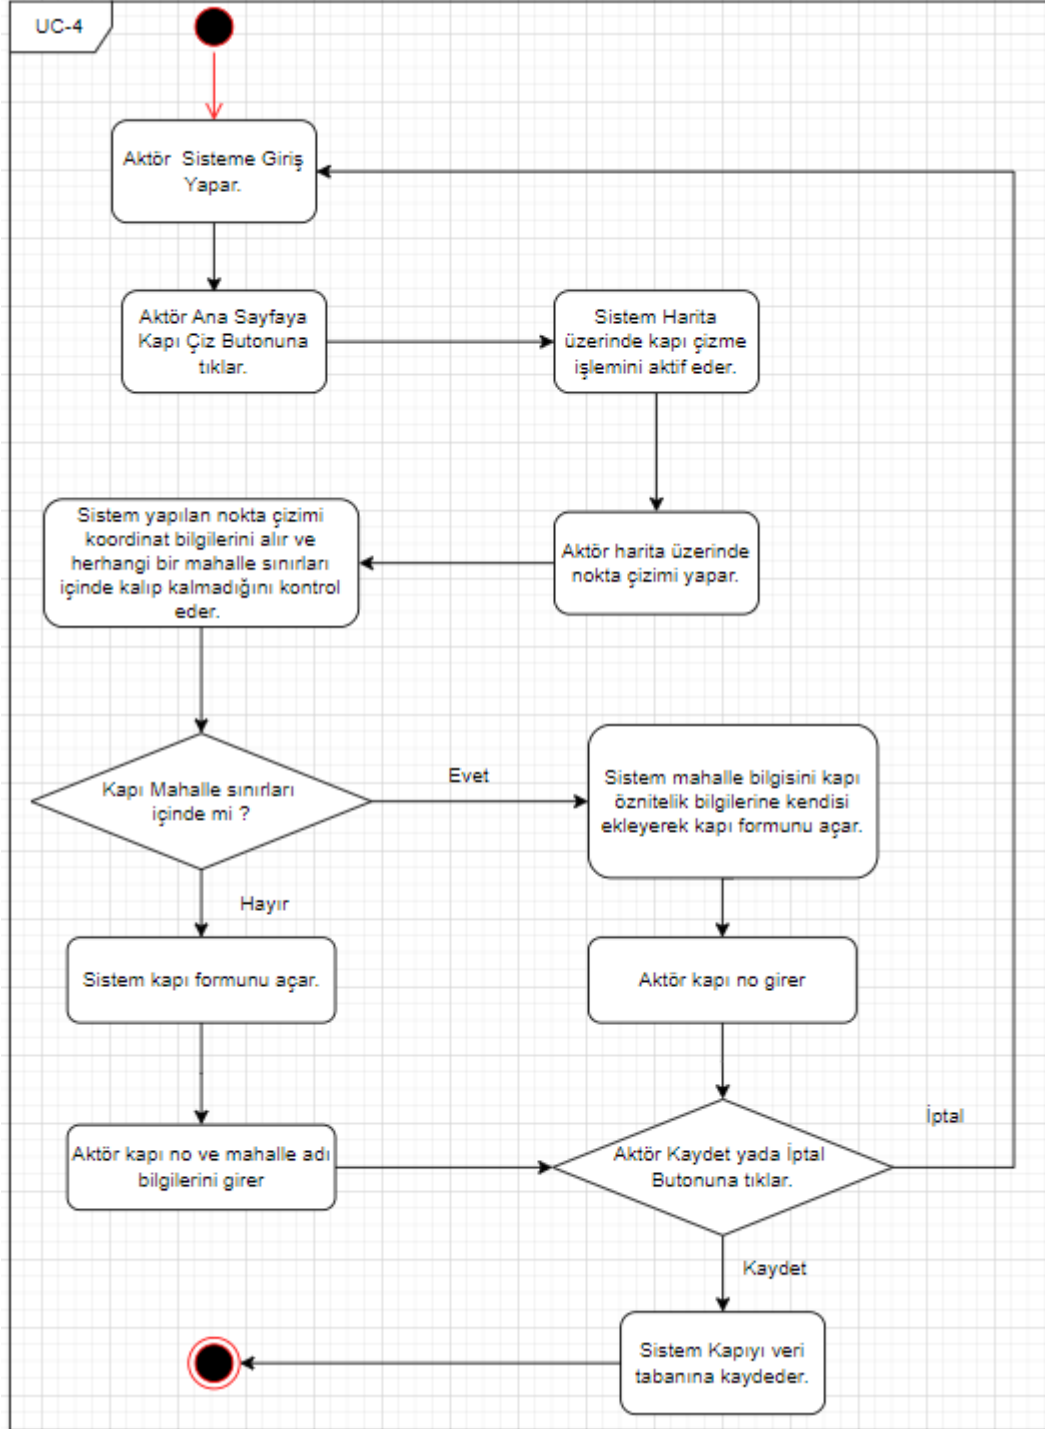 UC-4
Aktör Sisteme Giriş
Yapar.
Aktör Ana Sayfaya
Kapı Çiz Butonuna
tıklar.
Sistem Harita
üzerinde kapı çizme
işlemini aktif eder.
Aktör harita üzerinde
nokta çizimi yapar.
Sistem yapılan nokta çizimi
koordinat bilgilerini alır ve
herhangi bir mahalle sınırları
içinde kalıp kalmadığını kontrol
eder.
Kapı Mahalle sınırları
içinde mi ?
Evet
Sistem mahalle bilgisini kapı
öznitelik bilgilerine kendisi
ekleyerek kapı formunu açar.
Hayır
Sistem kapı formunu açar.
Aktör kapı no girer
Aktör kapı no ve mahalle adı
bilgilerini girer
Aktör Kaydet yada İptal
Butonuna tıklar.
İptal
Kaydet
Sistem Kapıyı veri
tabanına kaydeder.